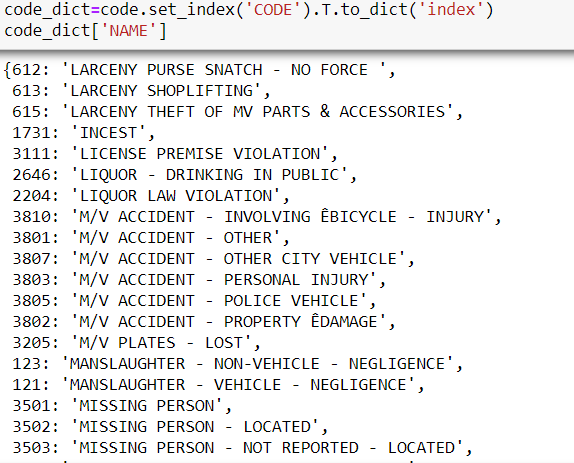 code_dict=code.set_index('CODE').T.to_dict('index')
code_dict['NAME']
{612: 'LARCENY PURSE SNATCH - NO FORCE ',
613: 'LARCENY SHOPLIFTING',
615: 'LARCENY THEFT OF MV PARTS & ACCESSORIES',
1731: 'INCEST',
3111: 'LICENSE PREMISE VIOLATION',
2646: 'LIQUOR - DRINKING IN PUBLIC',
2204: 'LIQUOR LAW VIOLATION',
3810: 'M/V ACCIDENT - INVOLVING ÊBICYCLE - INJURY',
3801: 'M/V ACCIDENT - OTHER',
3807: 'M/V ACCIDENT - OTHER CITY VEHICLE',
3803: 'M/V ACCIDENT - PERSONAL INJURY',
3805: 'M/V ACCIDENT - POLICE VEHICLE',
3802: 'M/V ACCIDENT - PROPERTY ÊDAMAGE',
3205: 'M/V PLATES - LOST',
123: 'MANSLAUGHTER - NON-VEHICLE - NEGLIGENCE',
121: 'MANSLAUGHTER - VEHICLE - NEGLIGENCE',
3501: 'MISSING PERSON',
3502: 'MISSING PERSON - LOCATED',
3503: 'MISSING PERSON - NOT REPORTED - LOCATED',